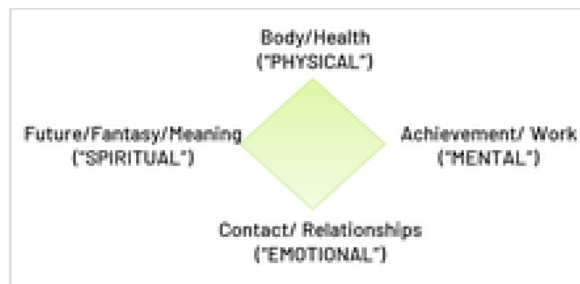 Body/Health
("PHYSICAL")
Future/Fantasy/Meaning
("SPIRITUAL")
Achievement/ Work
("MENTAL")
Contact/ Relationships
("EMOTIONAL")